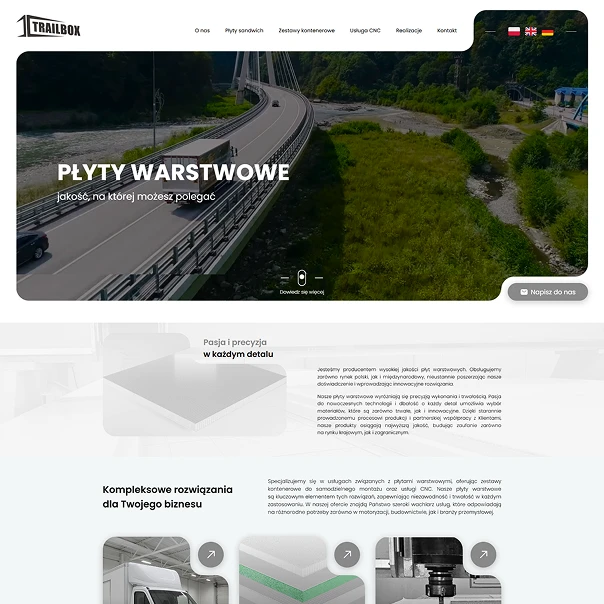 TRAILBOX
O nas Płyty sandwich Zestawy kontenerowe Usługa CNC Realizacje Kontakt
PŁYTY WARSTWOWE
jakość, na której możesz polegać
Dowiedz się więcej
Napisz do nas
Pasja i precyzja
w każdym detalu
Jesteśmy producentem wysokiej jakości płyt warstwowych. Obsługujemy
zarówno rynek polski, jak i międzynarodowy, nieustannie poszerzając nasze
doświadczenie i wprowadzając innowacyjne rozwiązania.
Nasze płyty warstwowe wyróżniają się precyzją wykonania i trwałością. Pasja
do nowoczesnych technologii i dbałość o każdy detal umożliwia wybór
materiałów, które są zarówno trwałe, jak i innowacyjne. Dzięki starannie
prowadzonemu procesowi produkcji i partnerskiej współpracy z Klientami,
nasze produkty osiągają najwyższą jakość, budując zaufanie zarówno
na rynku krajowym, jak i zagranicznym.
Kompleksowe rozwiązania
dla Twojego biznesu
Specjalizujemy się w usługach związanych z płytami warstwowymi, oferując zestawy
kontenerowe do samodzielnego montażu oraz usługi CNC. Nasze płyty warstwowe
są kluczowym elementem tych rozwiązań, zapewniając niezawodność i trwałość w każdym
zastosowaniu. W naszej ofercie znajdą Państwo szeroki wachlarz usług, które odpowiadają
na różnorodne potrzeby zarówno w motoryzacji, budownictwie, jak i branży przemysłowej.